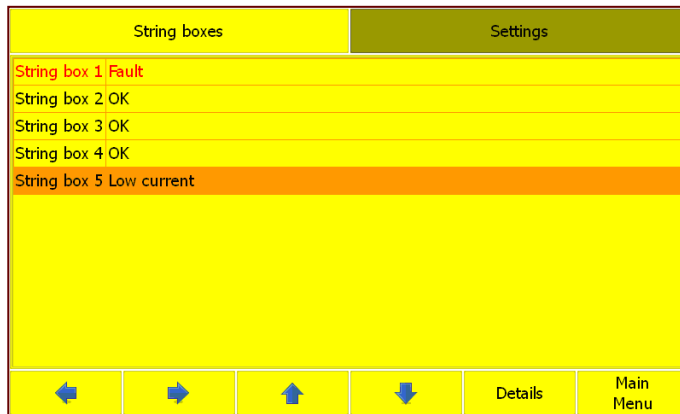 String boxes Settings
String box 1 Fault
String box 2 OK
String box 3 OK
String box 4 OK
String box 5 Low current
Details Main
Menu